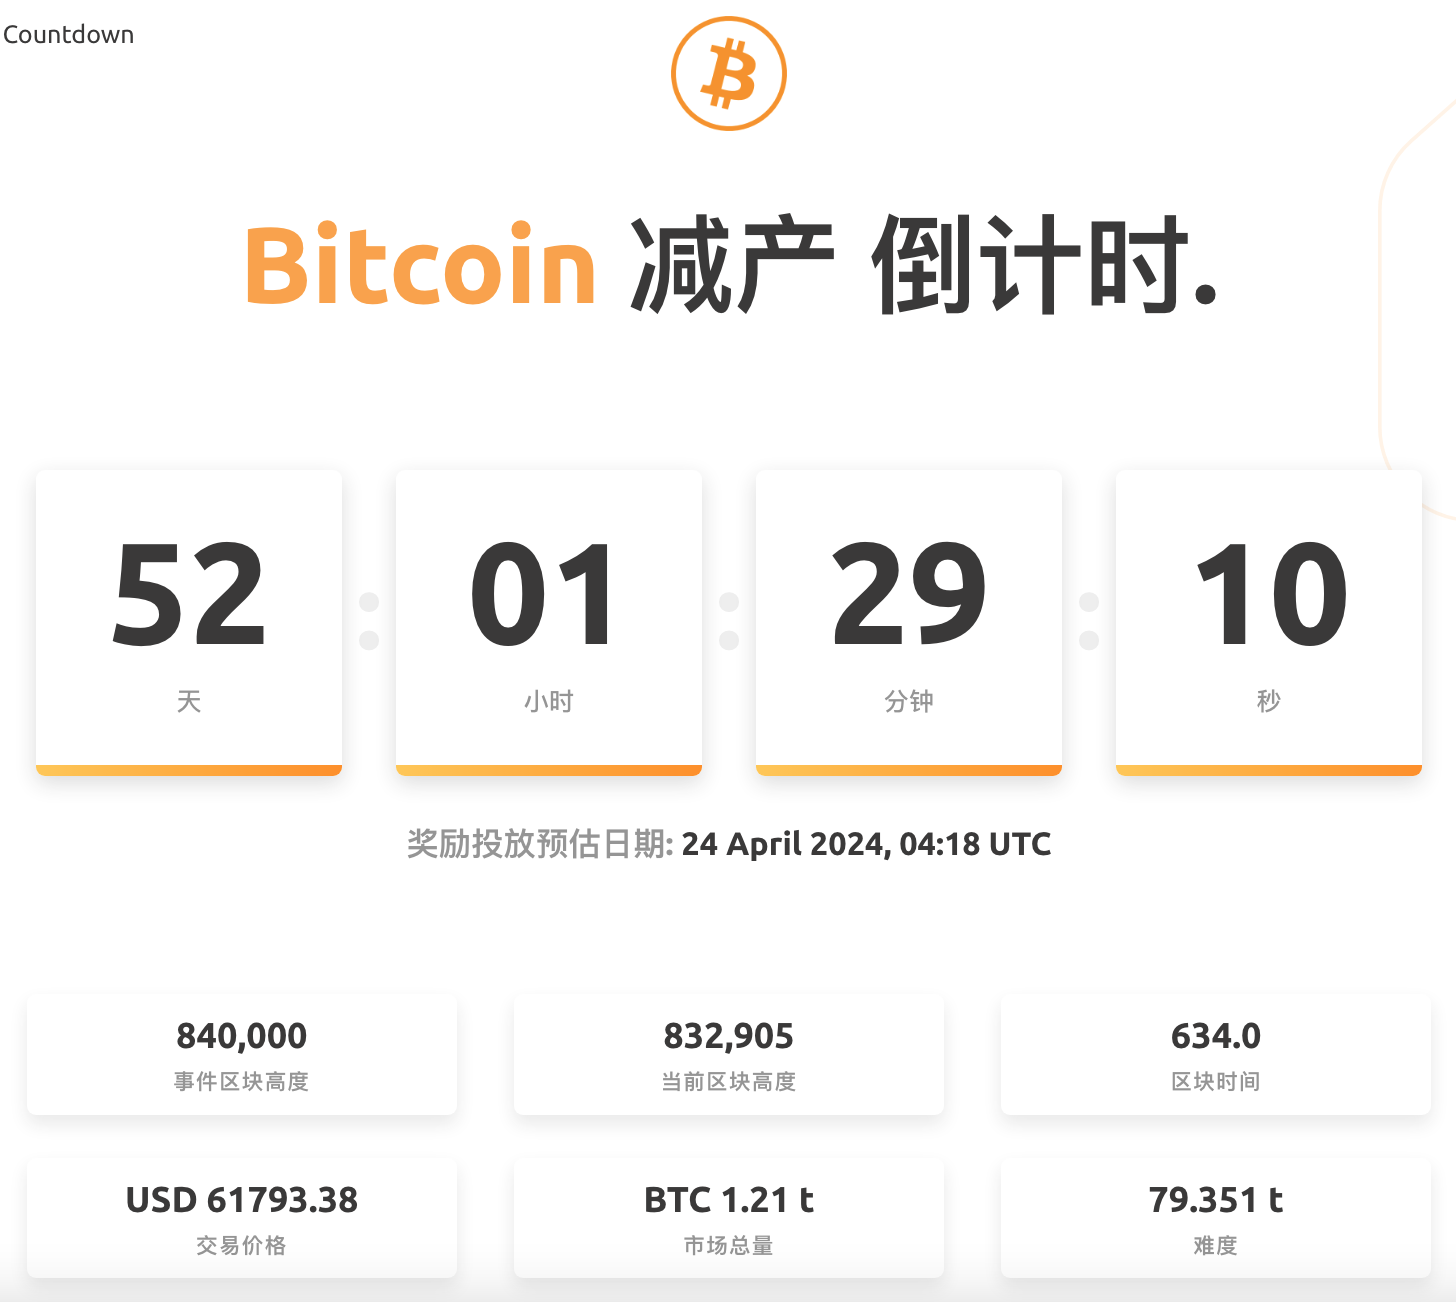 Countdown
Bitcoin 减产 倒计时.
52 : 01 : 29 : 10
天 小时 分钟 秒
奖励投放预估日期: 24 April 2024, 04:18 UTC
840,000 832,905 634.0
事件区块高度 当前区块高度 区块时间
USD 61793.38 BTC 1.21 t 79.351 t
交易价格 市场总量 难度